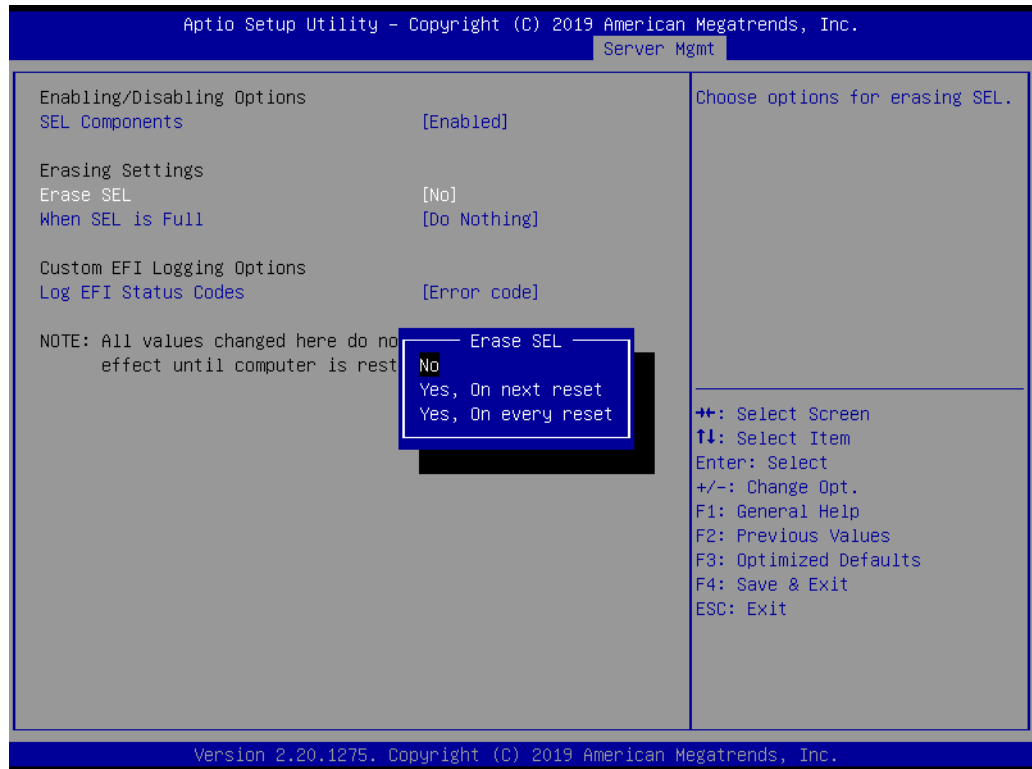 Aptio Setup Utility – Copyright (C) 2019 American Megatrends, Inc.
Server Mgmt
Enabling/Disabling Options
SEL Components [Enabled]
Erasing Settings
Erase SEL [No]
When SEL is Full [Do Nothing]
Custom EFI Logging Options
Log EFI Status Codes [Error code]
NOTE: All values changed here do no
effect until computer is rest
Erase SEL
No
Yes, On next reset
Yes, On every reset
Choose options for erasing SEL.
→←: Select Screen
↑↓: Select Item
Enter: Select
+/-: Change Opt.
F1: General Help
F2: Previous Values
F3: Optimized Defaults
F4: Save & Exit
ESC: Exit
Version 2.20.1275. Copyright (C) 2019 American Megatrends, Inc.